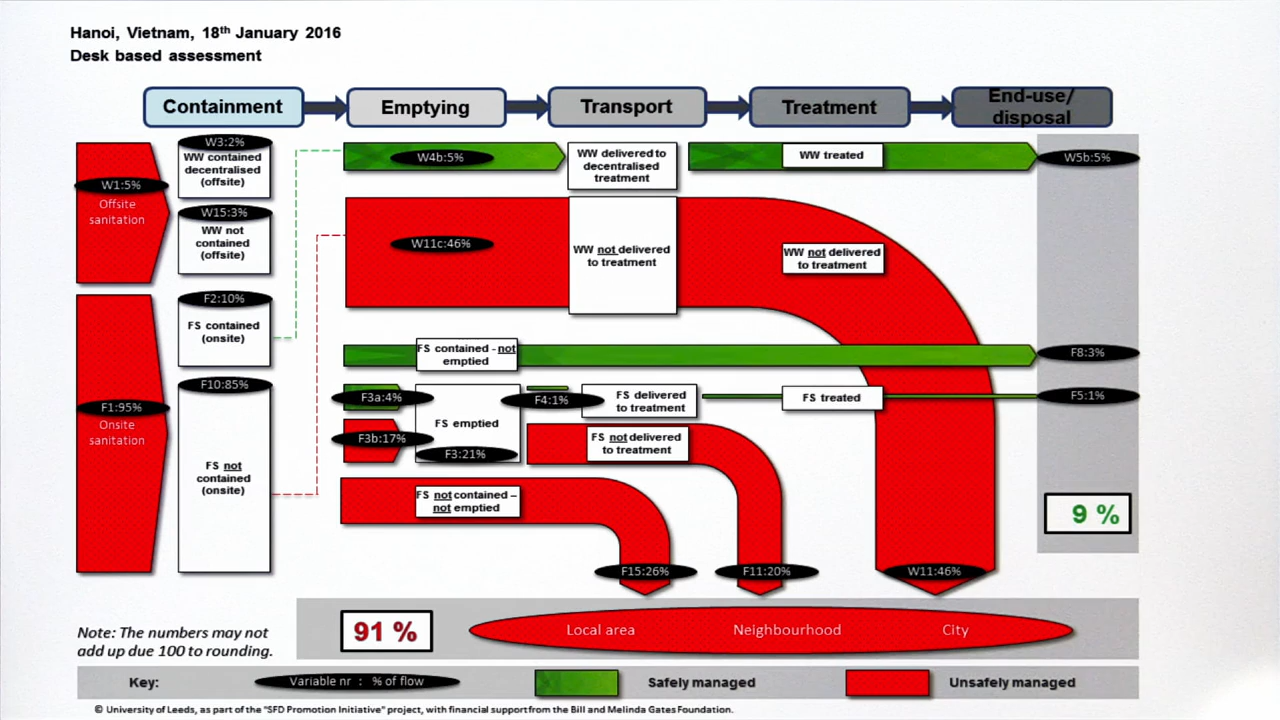 Hanoi, Vietnam, 18th January 2016
Desk based assessment
Containment
Emptying
Transport
Treatment
End-use/
disposal
W3:2%
WW contained
decentralised
(offsite)
W1:5%
Offsite
sanitation
W15:3%
WW not
contained
(offsite)
W4b:5%
WW delivered to
decentralised
treatment
WW treated
W5b:5%
W11c:46%
WW not delivered
to treatment
WW not delivered
to treatment
F2:10%
FS contained
(onsite)
FS contained - not
emptied
F8:3%
F10:85%
F1:95%
Onsite
sanitation
FS not
contained
(onsite)
F3a:4%
F3b:17%
FS emptied
F3:21%
F4:1%
FS delivered
to treatment
FS treated
F5:1%
FS not delivered
to treatment
FS not contained –
not emptied
9 %
F15:26%
F11:20%
W11:46%
Note: The numbers may not
add up due 100 to rounding.
91 %
Local area
Neighbourhood
City
Key:
Variable nr : % of flow
Safely managed
Unsafely managed
© University of Leeds, as part of the "SFD Promotion Initiative" project, with financial support from the Bill and Melinda Gates Foundation.